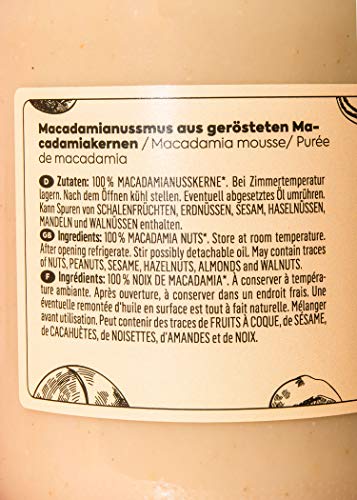 Macadamianussmus aus gerösteten Ma-
cadamiakernen / Macadamia mousse/ Purée
de macadamia
D Zutaten: 100 % MACADAMIANUSSKERNE*. Bei Zimmertemperatur
lagern. Nach dem Öffnen kühl stellen. Eventuell abgesetztes Öl umrühren.
Kann Spuren von SCHALENFRÜCHTEN, ERDNÜSSEN, SESAM, HASELNÜSSEN,
MANDELN und WALNÜSSEN enthalten.
GB Ingredients: 100 % MACADAMIA NUTS*. Store at room temperature.
After opening refrigerate. Stir possibly detachable oil. May contain traces
of NUTS, PEANUTS, SESAME, HAZELNUTS, ALMONDS and WALNUTS.
F Ingrédients: 100 % NOIX DE MACADAMIA*. À conserver à tempéra-
ture ambiante. Après ouverture, à conserver dans un endroit frais. Une
éventuelle remontée d'huile en surface est tout à fait naturelle. Mélanger
avant utilisation. Peut contenir des traces de FRUITS À COQUE, de SÉSAME,
de CACAHUÈTES, de NOISETTES, d'AMANDES et de NOIX.